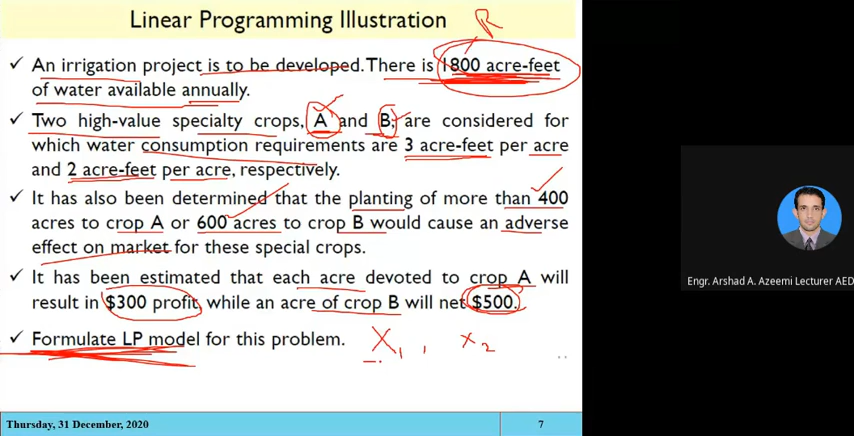 Linear Programming Illustration
R
✓ An irrigation project is to be developed. There is 1800 acre-feet
of water available annually.
✓ Two high-value specialty crops, A and B, are considered for
which water consumption requirements are 3 acre-feet per acre
and 2 acre-feet per acre, respectively.
✓ It has also been determined that the planting of more than 400
acres to crop A or 600 acres to crop B would cause an adverse
effect on market for these special crops.
✓ It has been estimated that each acre devoted to crop A will
result in $300 profit, while an acre of crop B will net $500.
✓ Formulate LP model for this problem.
X₁ , x₂
Thursday, 31 December, 2020
7
Engr. Arshad A. Azeemi Lecturer AED